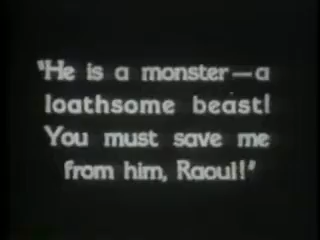 "He is a monster—a
loathsome beast!
You must save me
from him, Raoul!"